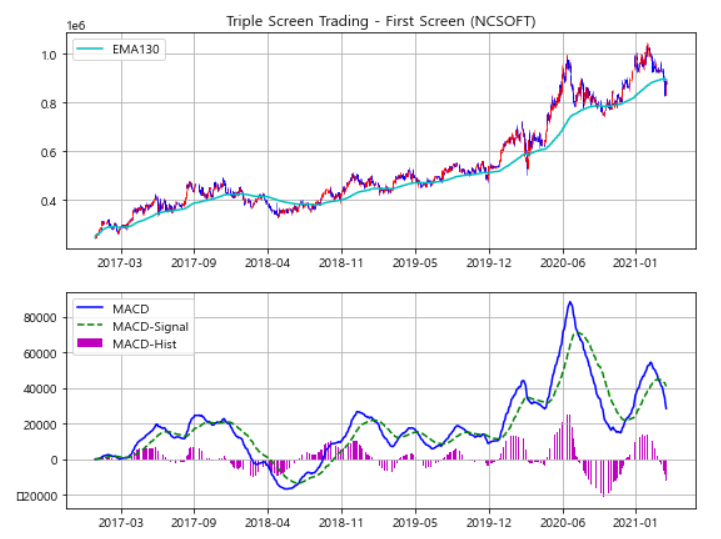 Triple Screen Trading - First Screen (NCSOFT)
1e6
EMA130
1.0
0.8
0.6
0.4
2017-03 2017-09 2018-04 2018-11 2019-05 2019-12 2020-06 2021-01
MACD
MACD-Signal
MACD-Hist
80000
60000
40000
20000
0
▯20000
2017-03 2017-09 2018-04 2018-11 2019-05 2019-12 2020-06 2021-01